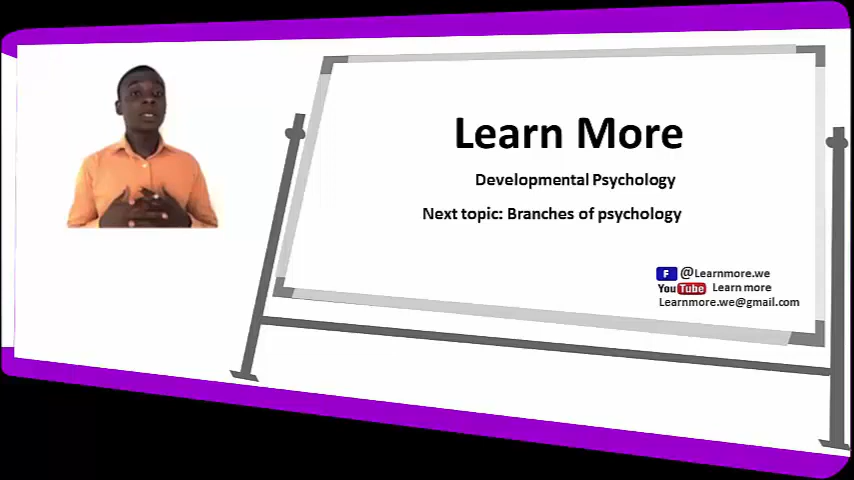 Learn More
Developmental Psychology
Next topic: Branches of psychology
F @Learnmore.we
YouTube Learn more
Learnmore.we@gmail.com